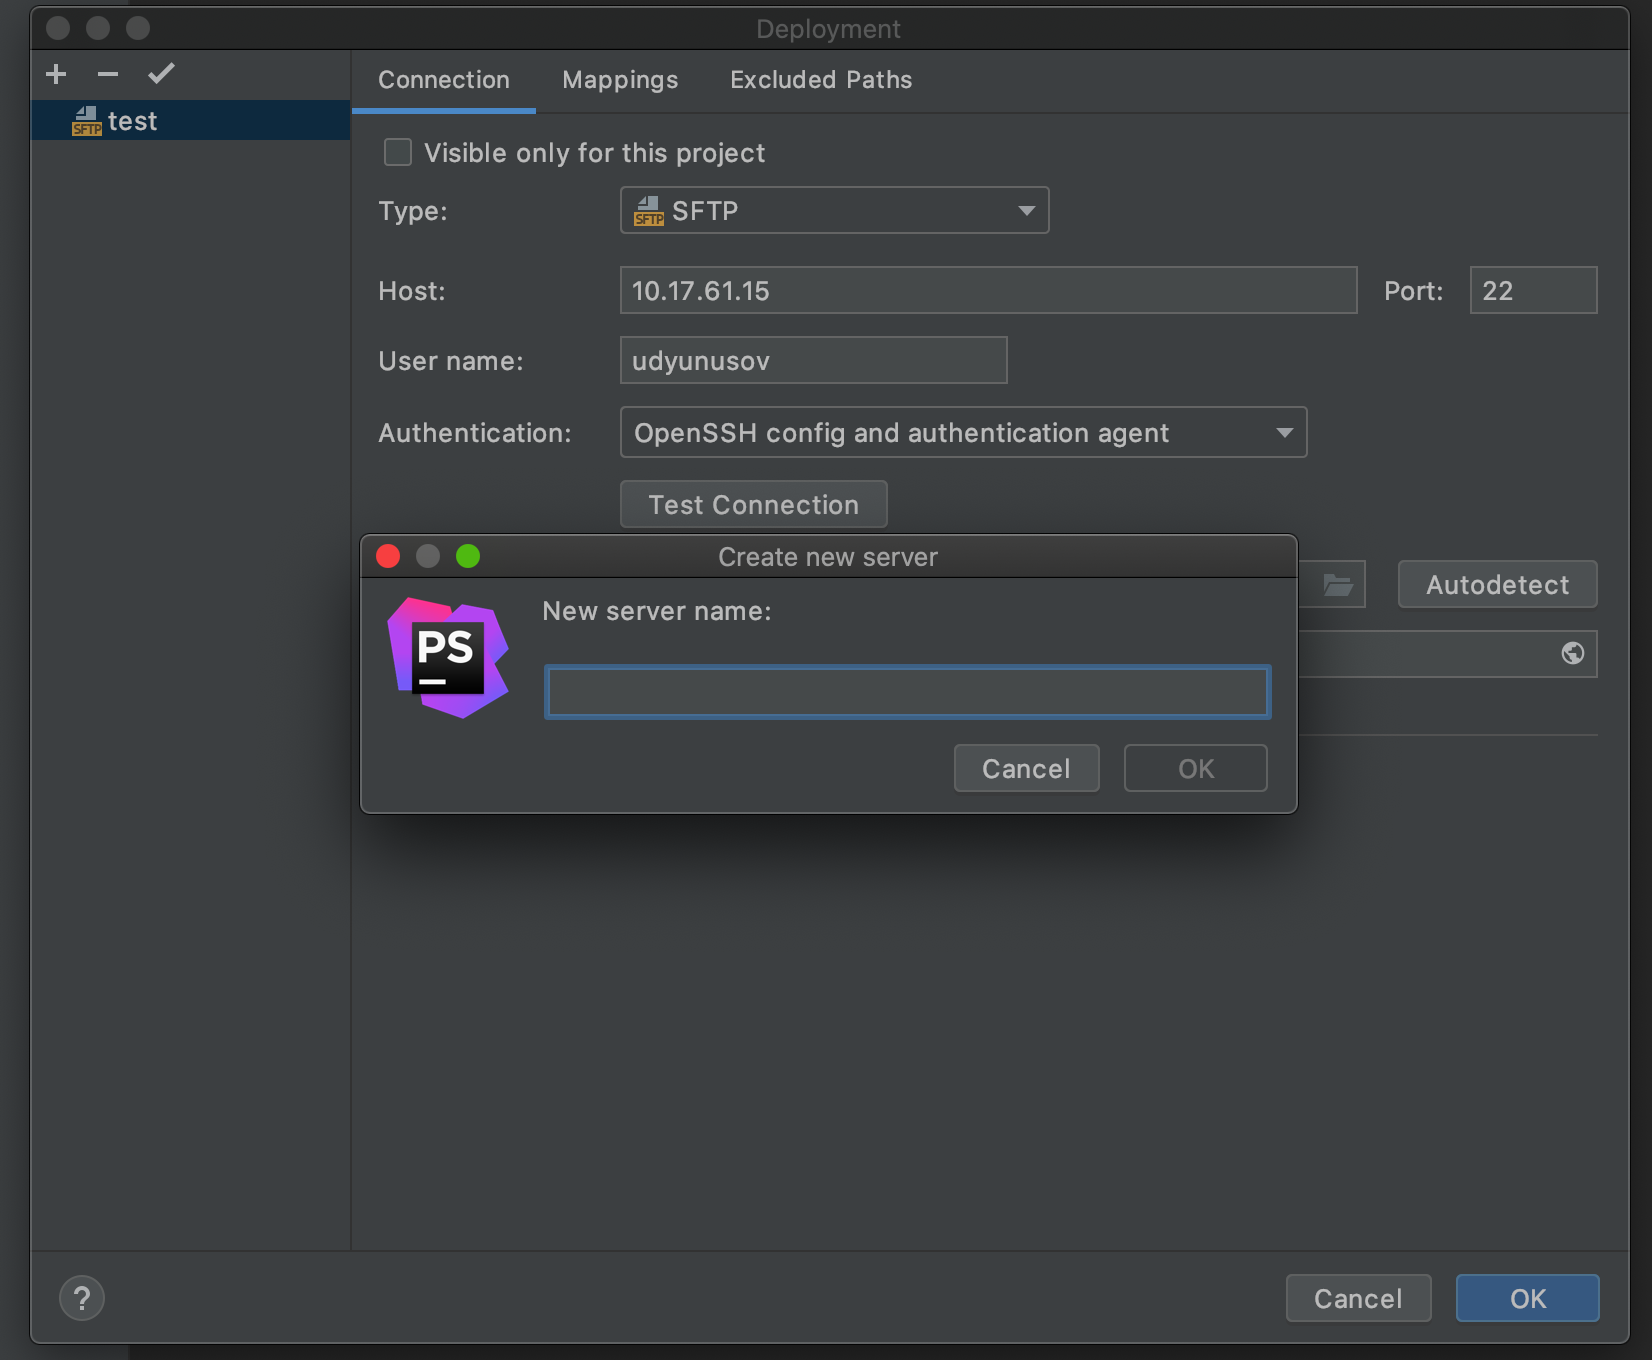 Deployment
Connection Mappings Excluded Paths
SFTP test
Visible only for this project
Type: SFTP SFTP
Host: 10.17.61.15 Port: 22
User name: udyunusov
Authentication: OpenSSH config and authentication agent
Test Connection
Create new server
Autodetect
New server name:
PS
Cancel OK
? Cancel OK